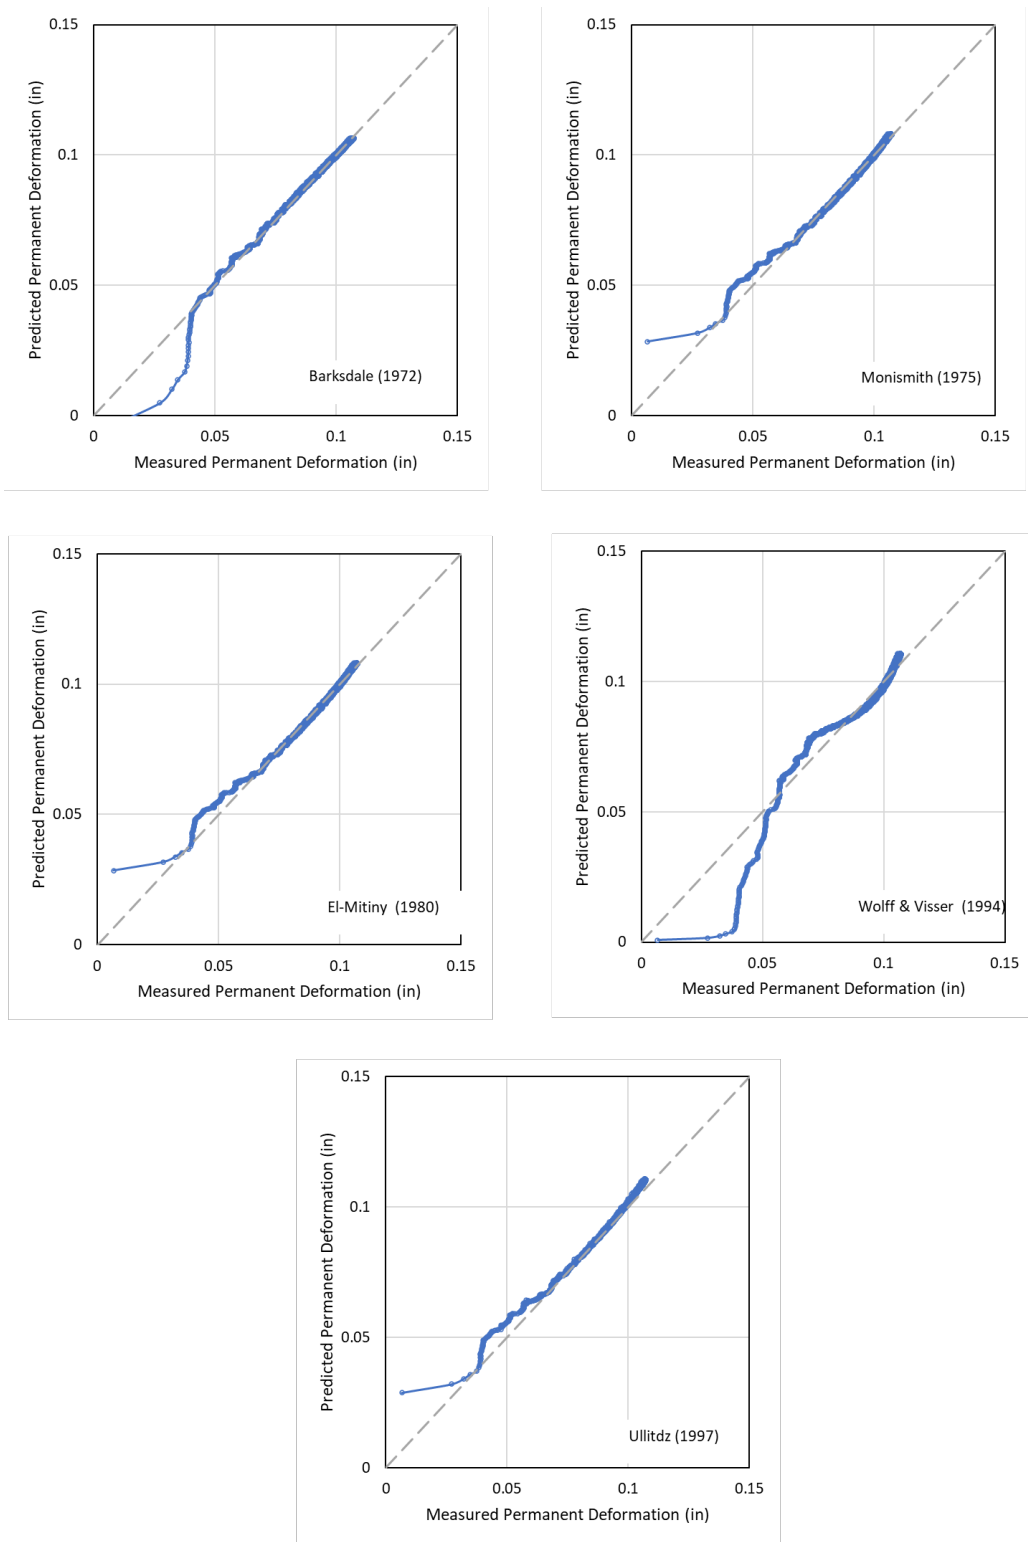 0.15
0.1
0.05
0
Predicted Permanent Deformation (in)
Barksdale (1972)
0 0.05 0.1 0.15
Measured Permanent Deformation (in)
0.15
0.1
0.05
0
Predicted Permanent Deformation (in)
Monismith (1975)
0 0.05 0.1 0.15
Measured Permanent Deformation (in)
0.15
0.1
0.05
0
Predicted Permanent Deformation (in)
El-Mitiny (1980)
0 0.05 0.1 0.15
Measured Permanent Deformation (in)
0.15
0.1
0.05
0
Predicted Permanent Deformation (in)
Wolff & Visser (1994)
0 0.05 0.1 0.15
Measured Permanent Deformation (in)
0.15
0.1
0.05
0
Predicted Permanent Deformation (in)
Ullitdz (1997)
0 0.05 0.1 0.15
Measured Permanent Deformation (in)